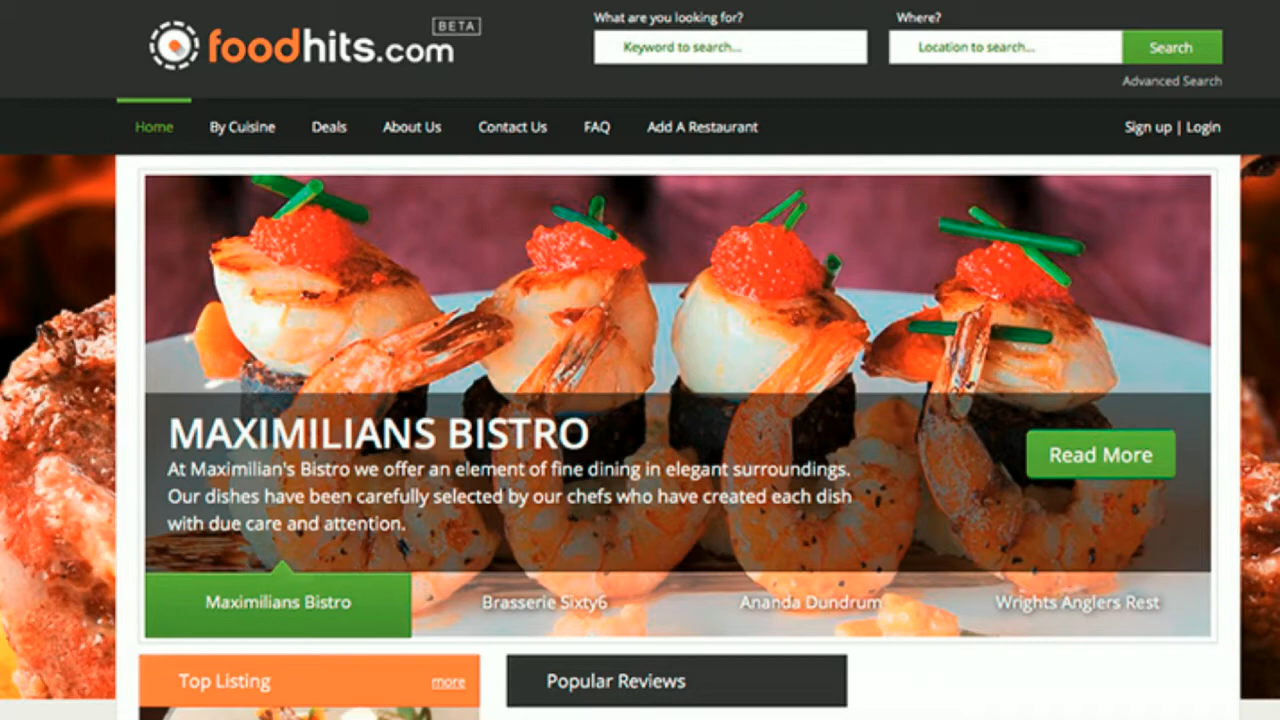 foodhits.com BETA
What are you looking for?
Where?
Keyword to search...
Location to search...
Search
Advanced Search
Home By Cuisine Deals About Us Contact Us FAQ Add A Restaurant Sign up | Login
MAXIMILIANS BISTRO
At Maximilian's Bistro we offer an element of fine dining in elegant surroundings.
Our dishes have been carefully selected by our chefs who have created each dish
with due care and attention.
Read More
Maximilians Bistro Brasserie Sixty6 Ananda Dundrum Wrights Anglers Rest
Top Listing more
Popular Reviews